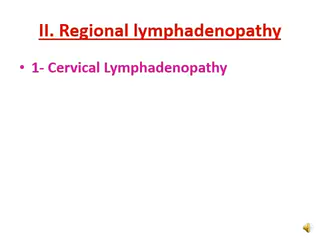 II. Regional lymphadenopathy
• 1- Cervical Lymphadenopathy